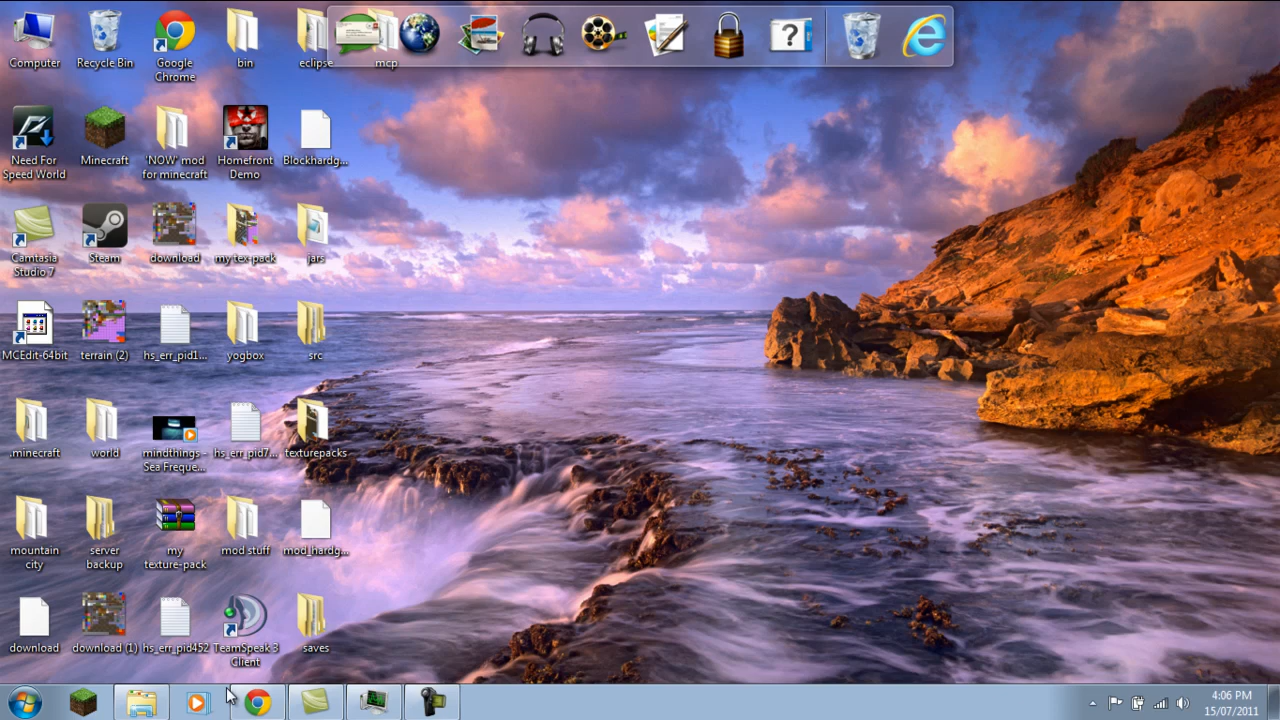 Computer
Recycle Bin
Google
Chrome
bin
eclipse
mcp
?
Need For
Speed World
Minecraft
'NOW' mod
for minecraft
Homefront
Demo
Blockhardg...
Camtasia
Studio 7
Steam
download
my tex-pack
jars
MCEdit-64bit
terrain (2)
hs_err_pid1...
yogbox
src
.minecraft
world
mindthings -
Sea Freque...
hs_err_pid7...
texturepacks
mountain
city
server
backup
my
texture-pack
mod stuff
mod_hardg...
download
download (1)
hs_err_pid452
TeamSpeak 3
Client
saves
4:06 PM
15/07/2011